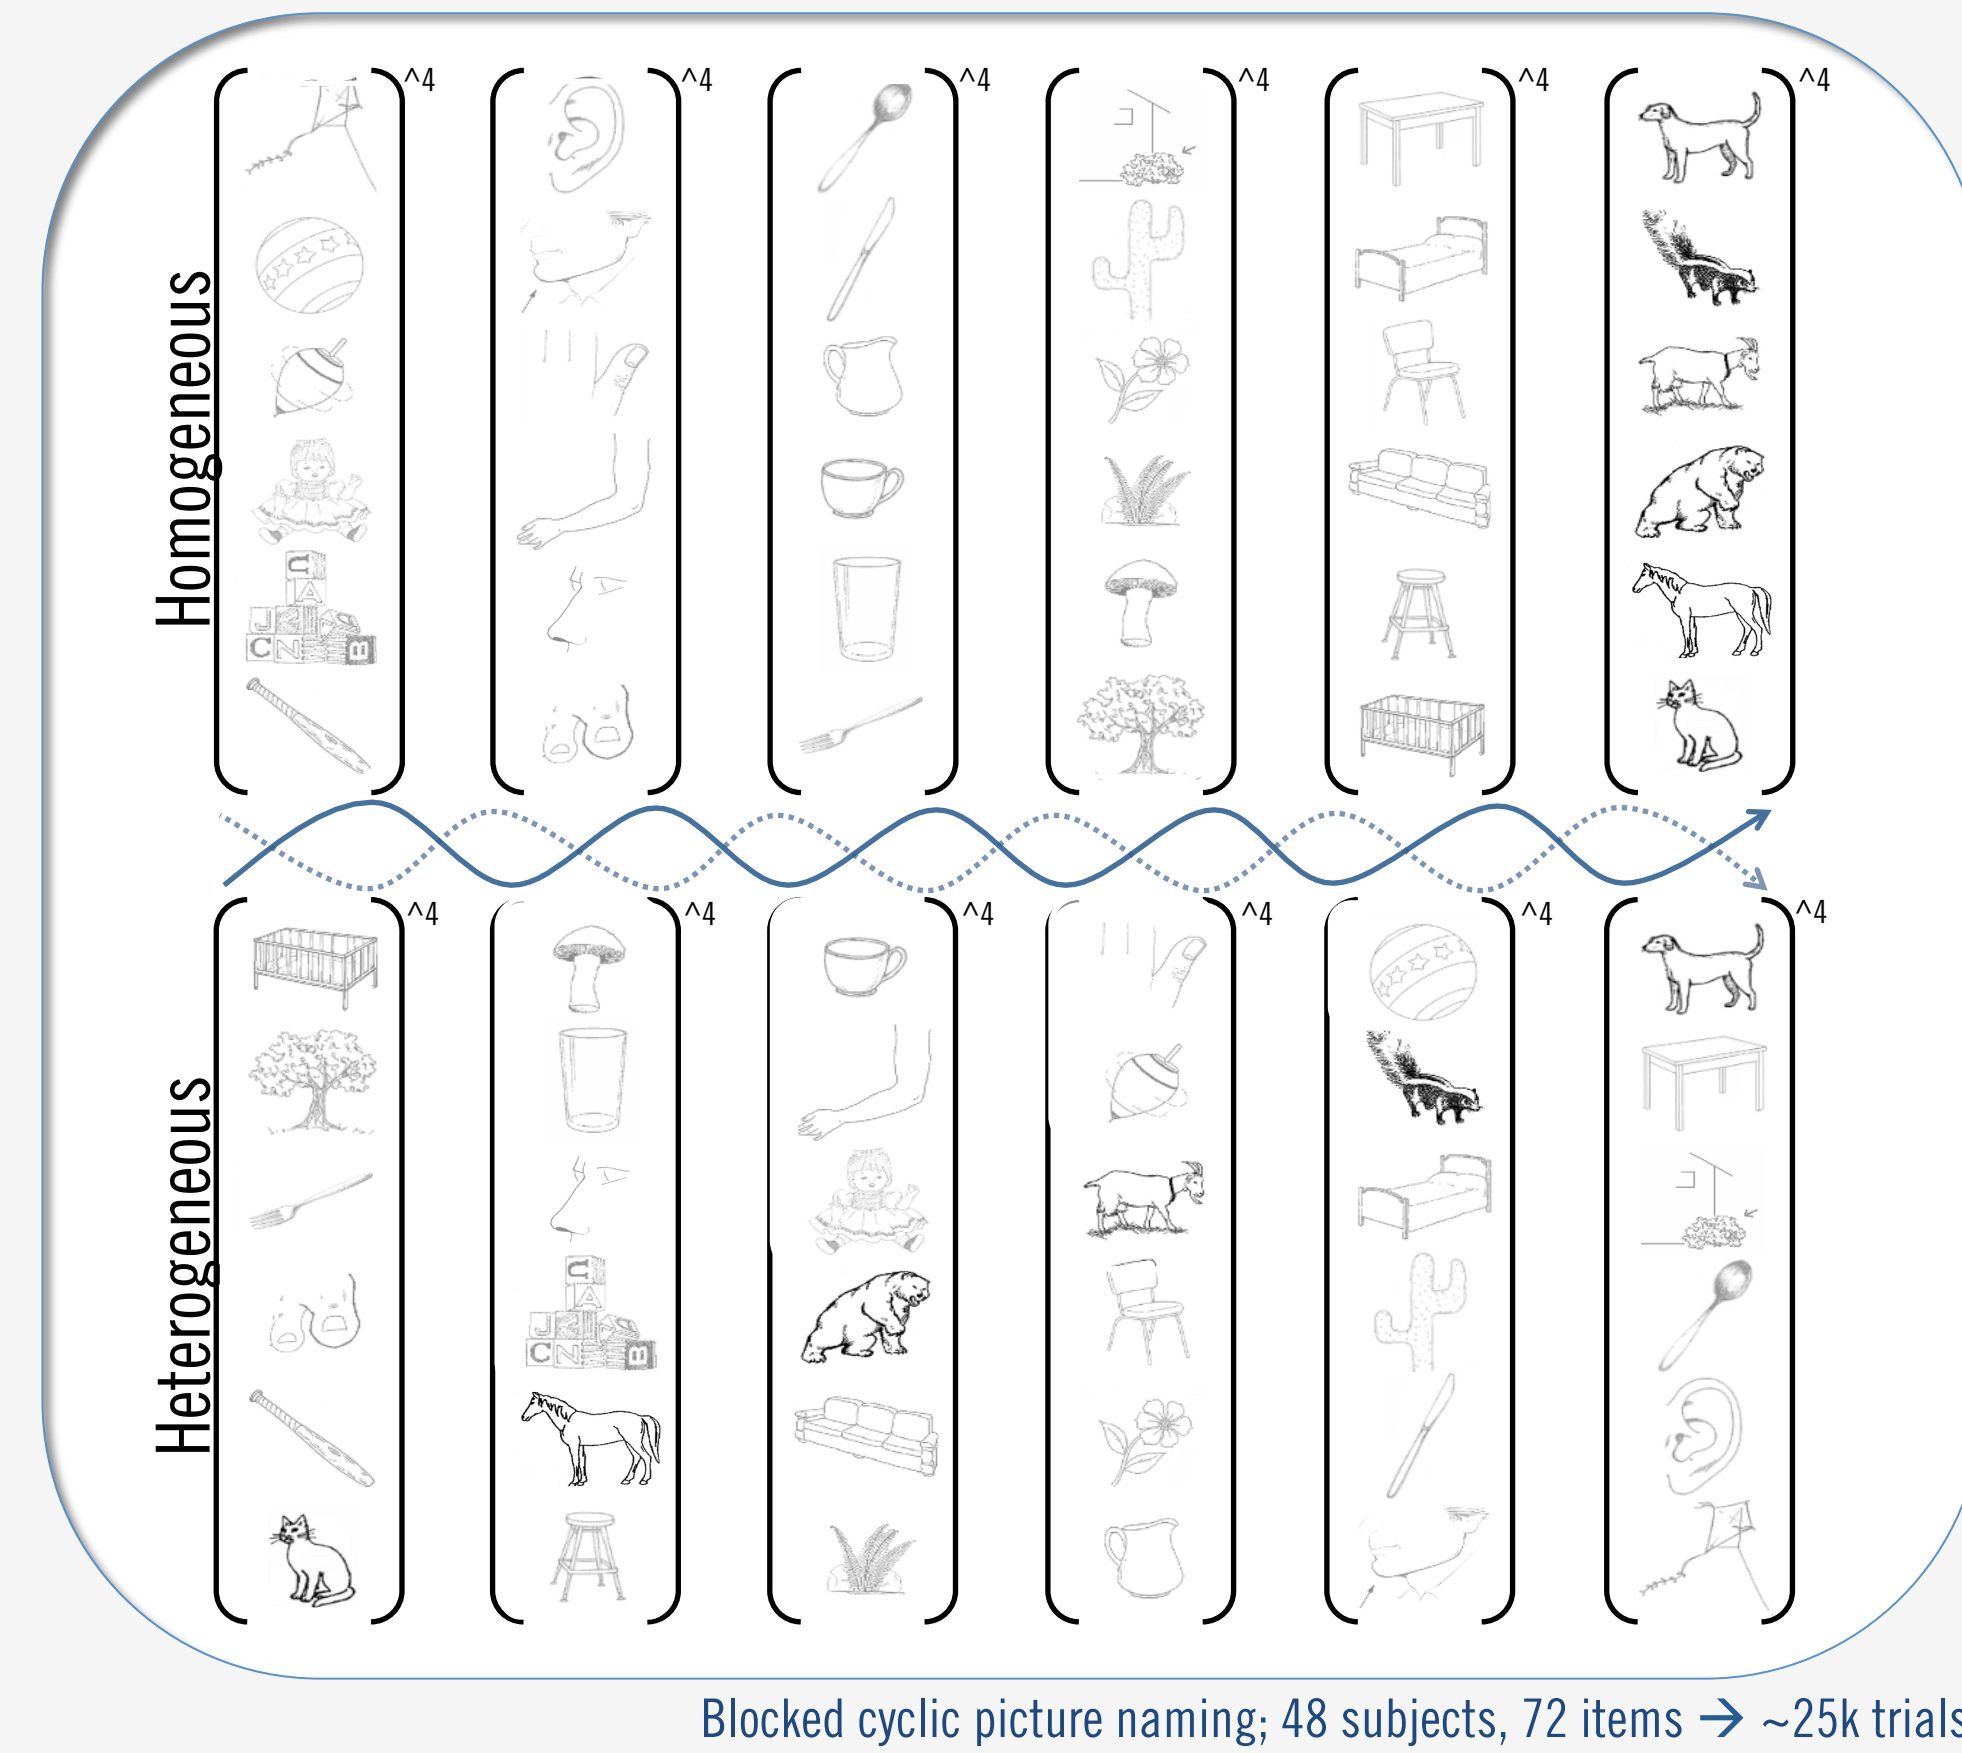 ^4 ^4 ^4 ^4 ^4 ^4
Homogeneous
U
A
J
C N B
^4 ^4 ^4 ^4 ^4 ^4
Heterogeneous
U
A
J
C N B
Blocked cyclic picture naming; 48 subjects, 72 items → ~25k trials